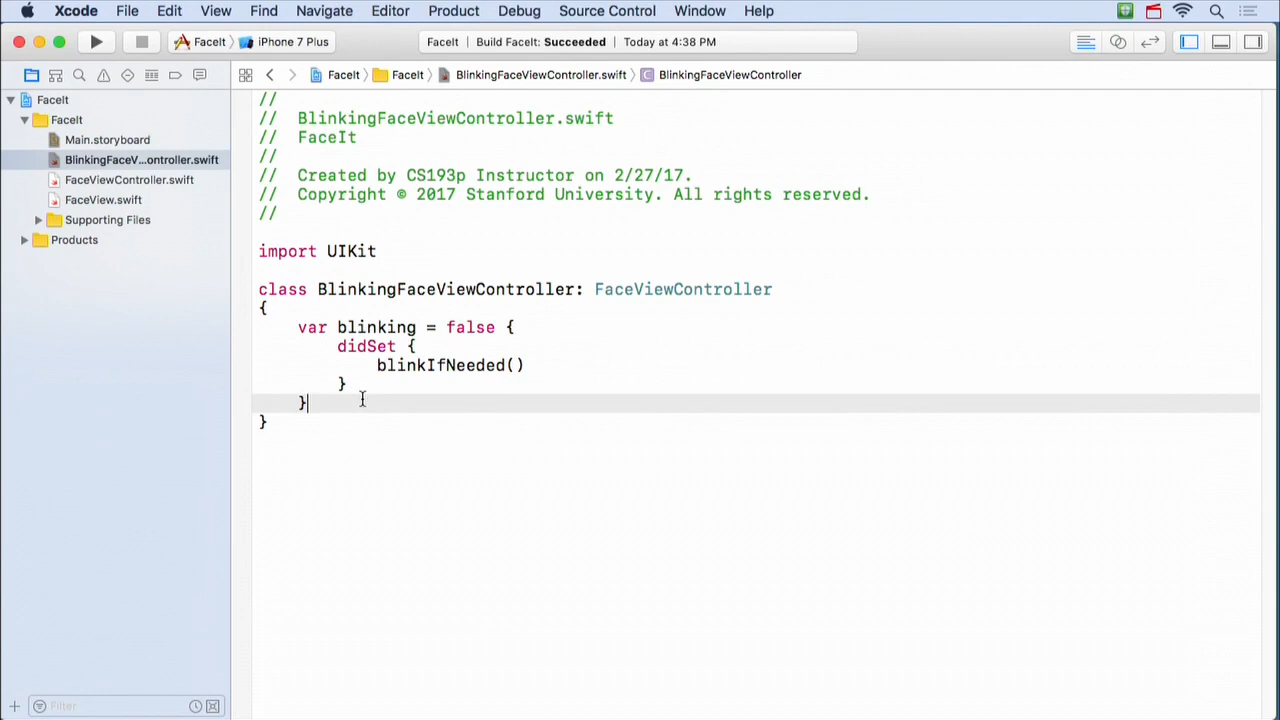 Xcode File Edit View Find Navigate Editor Product Debug Source Control Window Help
FaceIt iPhone 7 Plus
FaceIt | Build FaceIt: Succeeded | Today at 4:38 PM
FaceIt FaceIt BlinkingFaceViewController.swift C BlinkingFaceViewController
FaceIt
FaceIt
Main.storyboard
BlinkingFaceV...ontroller.swift
FaceViewController.swift
FaceView.swift
Supporting Files
Products
//
// BlinkingFaceViewController.swift
// FaceIt
//
// Created by CS193p Instructor on 2/27/17.
// Copyright © 2017 Stanford University. All rights reserved.
//
import UIKit
class BlinkingFaceViewController: FaceViewController
{
var blinking = false {
didSet {
blinkIfNeeded()
}
}
}
Filter